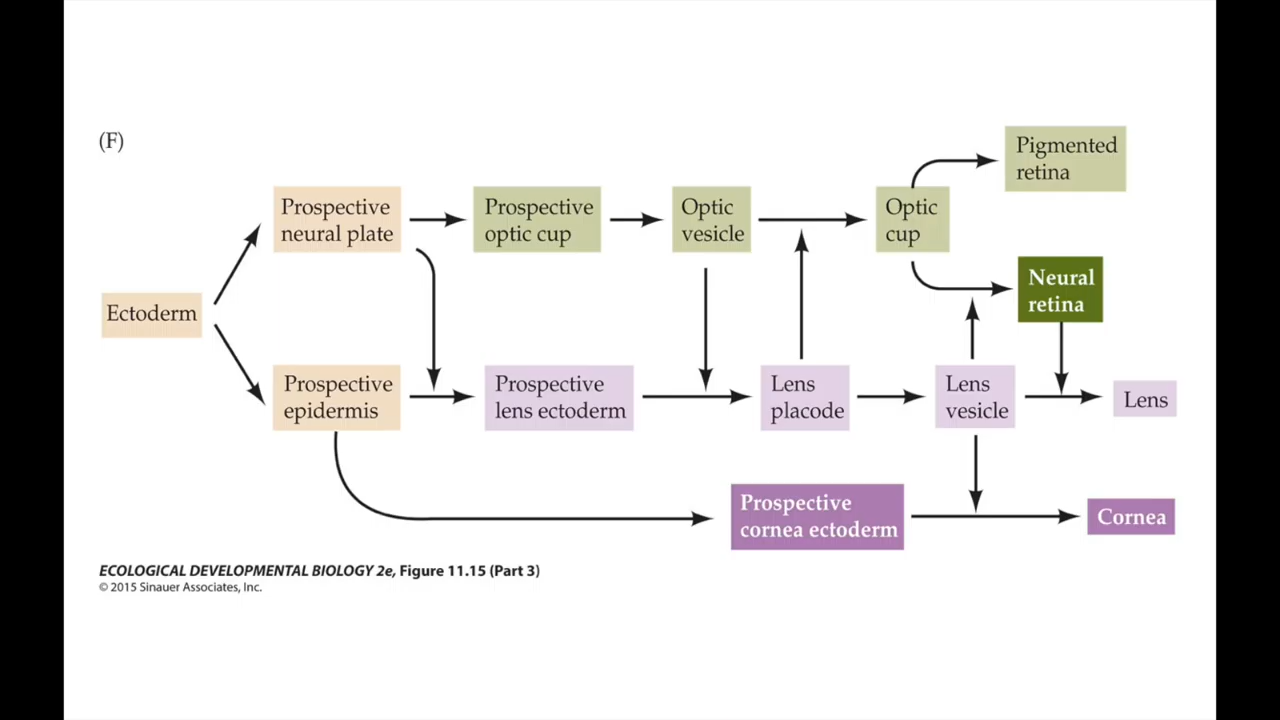 (F)
Pigmented
retina
Prospective
neural plate
Prospective
optic cup
Optic
vesicle
Optic
cup
Neural
retina
Ectoderm
Prospective
epidermis
Prospective
lens ectoderm
Lens
placode
Lens
vesicle
Lens
Prospective
cornea ectoderm
Cornea
ECOLOGICAL DEVELOPMENTAL BIOLOGY 2e, Figure 11.15 (Part 3)
© 2015 Sinauer Associates, Inc.